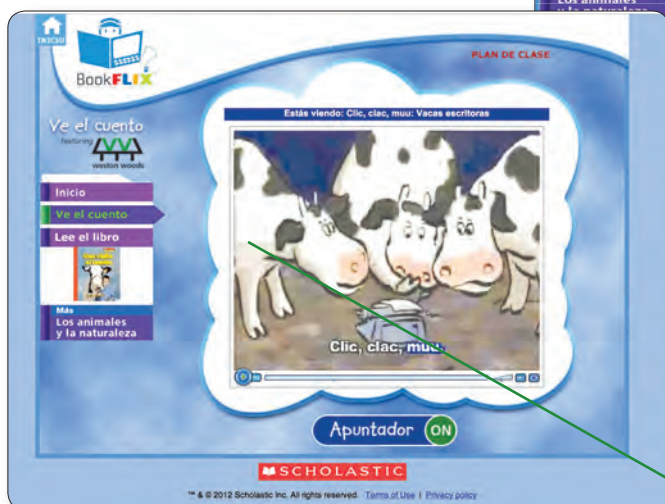 Los animales
y la naturaleza
INICIO
BookFLIX
PLAN DE CLASE
Estás viendo: Clic, clac, muu: Vacas escritoras
Ve el cuento
featuring
weston woods
Inicio
Ve el cuento
Lee el libro
Más
Los animales
y la naturaleza
Clic, clac, muu.
Apuntador ON
SCHOLASTIC
™ & © 2012 Scholastic Inc. All rights reserved. Terms of Use | Privacy policy